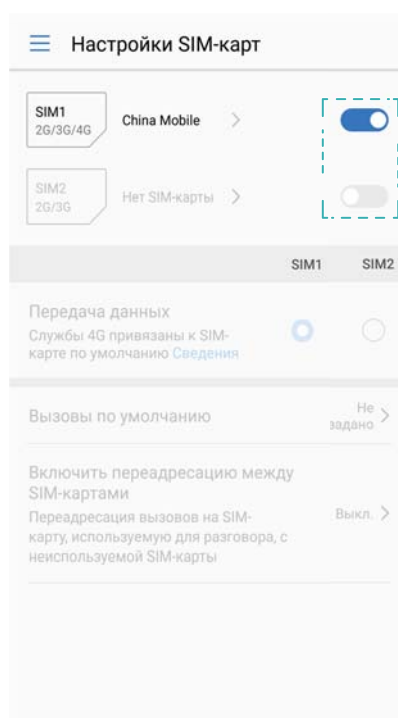 Настройки SIM-карт
SIM1
2G/3G/4G
China Mobile
SIM2
2G/3G
Нет SIM-карты
SIM1 SIM2
Передача данных
Службы 4G привязаны к SIM-
карте по умолчанию Сведения
Вызовы по умолчанию
Не
задано
Включить переадресацию между
SIM-картами
Переадресация вызовов на SIM-
карту, используемую для разговора, с
неиспользуемой SIM-карты
Выкл.